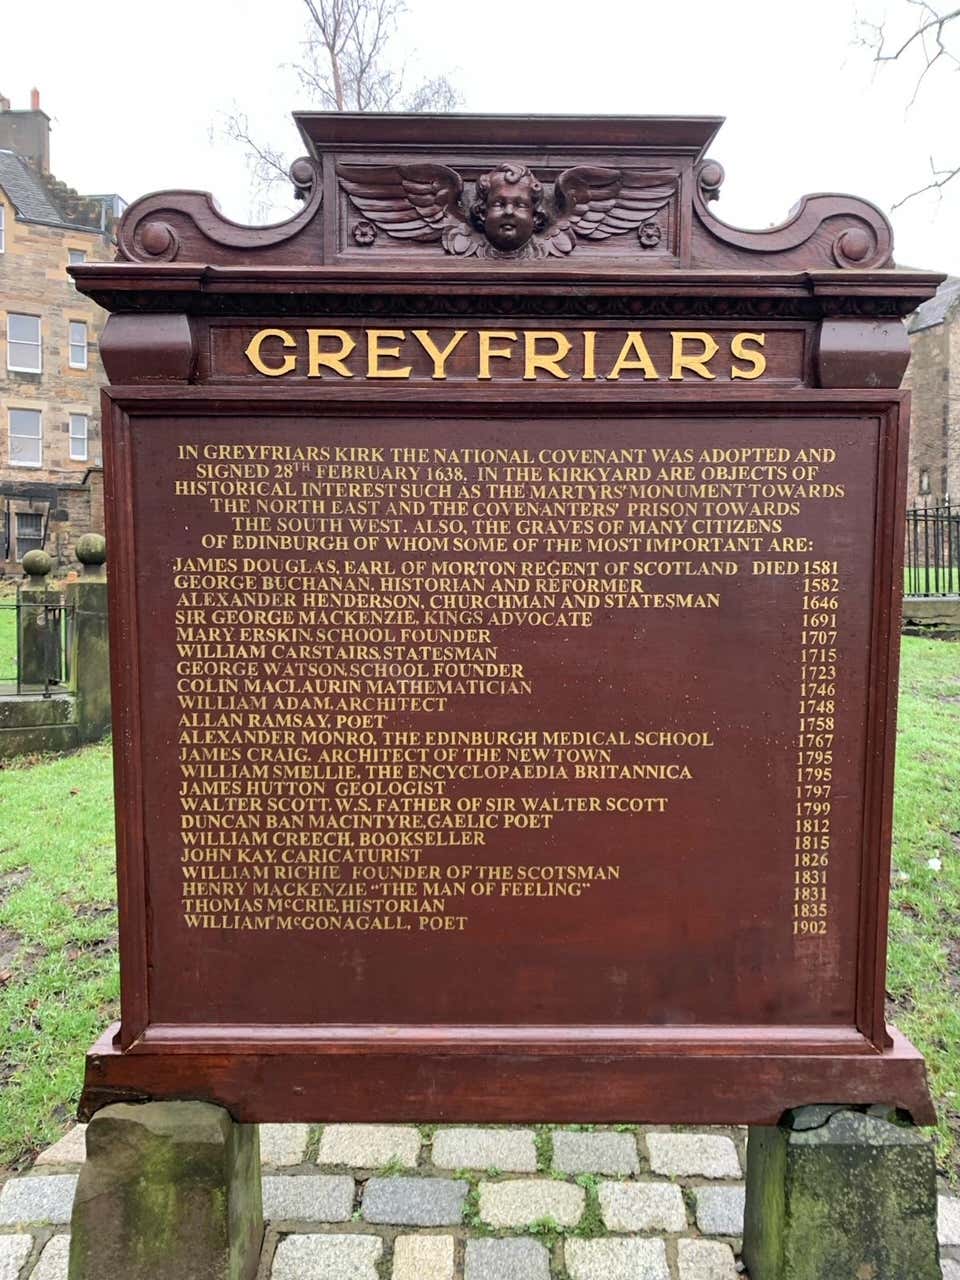 GREYFRIARS
IN GREYFRIARS KIRK THE NATIONAL COVENANT WAS ADOPTED AND
SIGNED 28TH FEBRUARY 1638. IN THE KIRKYARD ARE OBJECTS OF
HISTORICAL INTEREST SUCH AS THE MARTYRS' MONUMENT TOWARDS
THE NORTH EAST AND THE COVENANTERS' PRISON TOWARDS
THE SOUTH WEST. ALSO, THE GRAVES OF MANY CITIZENS
OF EDINBURGH OF WHOM SOME OF THE MOST IMPORTANT ARE:
JAMES DOUGLAS, EARL OF MORTON REGENT OF SCOTLAND DIED 1581
GEORGE BUCHANAN. HISTORIAN AND REFORMER 1582
ALEXANDER HENDERSON, CHURCHMAN AND STATESMAN 1646
SIR GEORGE MACKENZIE, KINGS ADVOCATE 1691
MARY ERSKIN, SCHOOL FOUNDER 1707
WILLIAM CARSTAIRS, STATESMAN 1715
GEORGE WATSON, SCHOOL FOUNDER 1723
COLIN MACLAURIN MATHEMATICIAN 1746
WILLIAM ADAM, ARCHITECT 1748
ALLAN RAMSAY, POET 1758
ALEXANDER MONRO, THE EDINBURGH MEDICAL SCHOOL 1767
JAMES CRAIG, ARCHITECT OF THE NEW TOWN 1795
WILLIAM SMELLIE, THE ENCYCLOPAEDIA BRITANNICA 1795
JAMES HUTTON GEOLOGIST 1797
WALTER SCOTT, W.S. FATHER OF SIR WALTER SCOTT 1799
DUNCAN BAN MACINTYRE, GAELIC POET 1812
WILLIAM CREECH, BOOKSELLER 1815
JOHN KAY, CARICATURIST 1826
WILLIAM RICHIE FOUNDER OF THE SCOTSMAN 1831
HENRY MACKENZIE "THE MAN OF FEELING" 1831
THOMAS McCRIE, HISTORIAN 1835
WILLIAM McGONAGALL, POET 1902